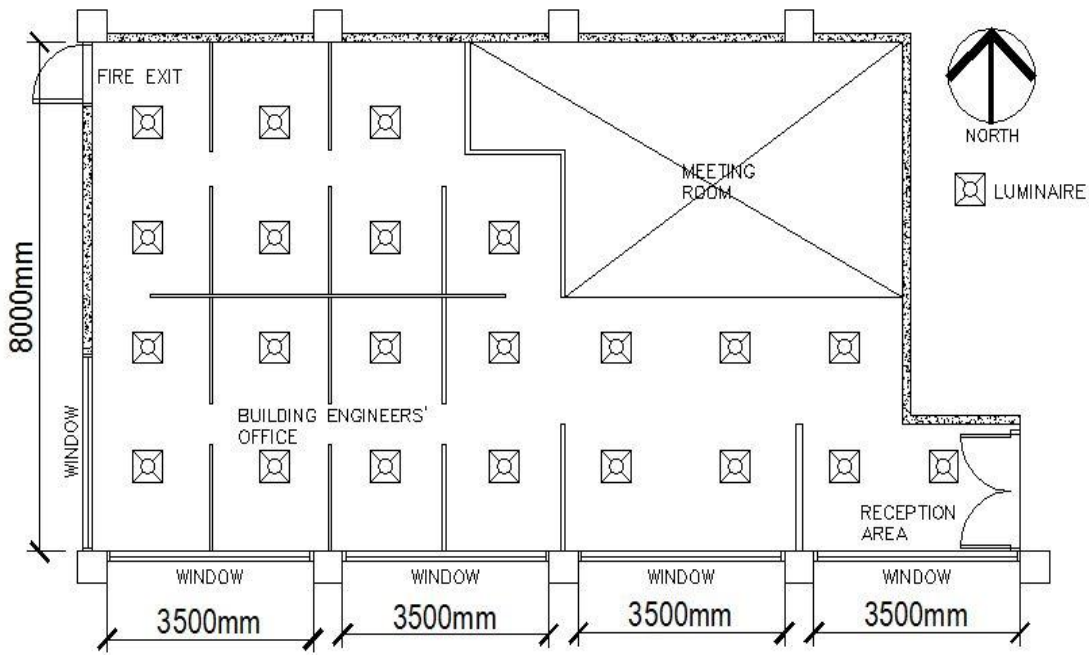 FIRE EXIT
NORTH
MEETING
ROOM
LUMINAIRE
8000mm
BUILDING ENGINEERS'
OFFICE
WINDOW
RECEPTION
AREA
WINDOW
WINDOW
WINDOW
WINDOW
3500mm
3500mm
3500mm
3500mm